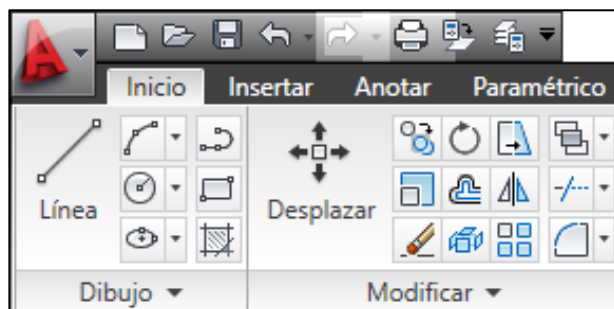 Inicio Insertar Anotar Paramétrico
Línea Desplazar
Dibujo Modificar